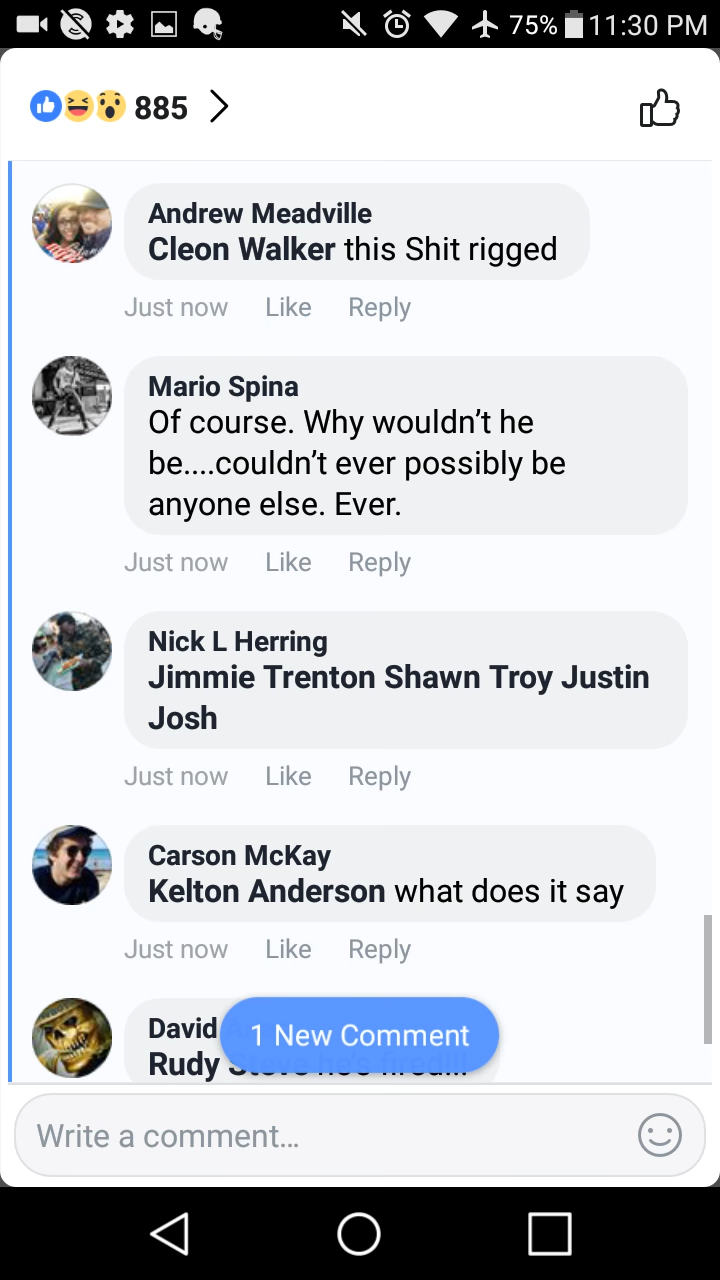 75% 11:30 PM
885
Andrew Meadville
Cleon Walker this Shit rigged
Just now Like Reply
Mario Spina
Of course. Why wouldn’t he
be....couldn’t ever possibly be
anyone else. Ever.
Just now Like Reply
Nick L Herring
Jimmie Trenton Shawn Troy Justin
Josh
Just now Like Reply
Carson McKay
Kelton Anderson what does it say
Just now Like Reply
David
1 New Comment
Rudy Steve he's fired!!!
Write a comment...